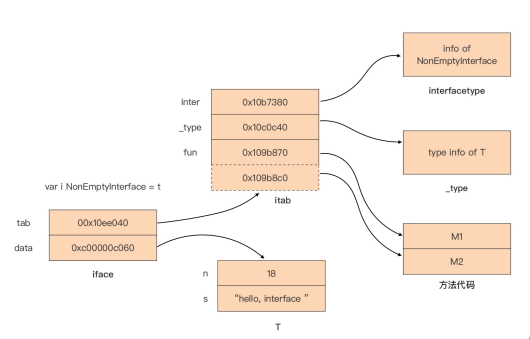 info of
NonEmptyInterface
interfacetype
inter
0x10b7380
_type
0x10c0c40
fun
0x109b870
0x109b8c0
itab
type info of T
_type
var i NonEmptyInterface = t
tab
00x10ee040
data
0xc00000c060
iface
M1
M2
方法代码
n
18
s
“hello, interface ”
T